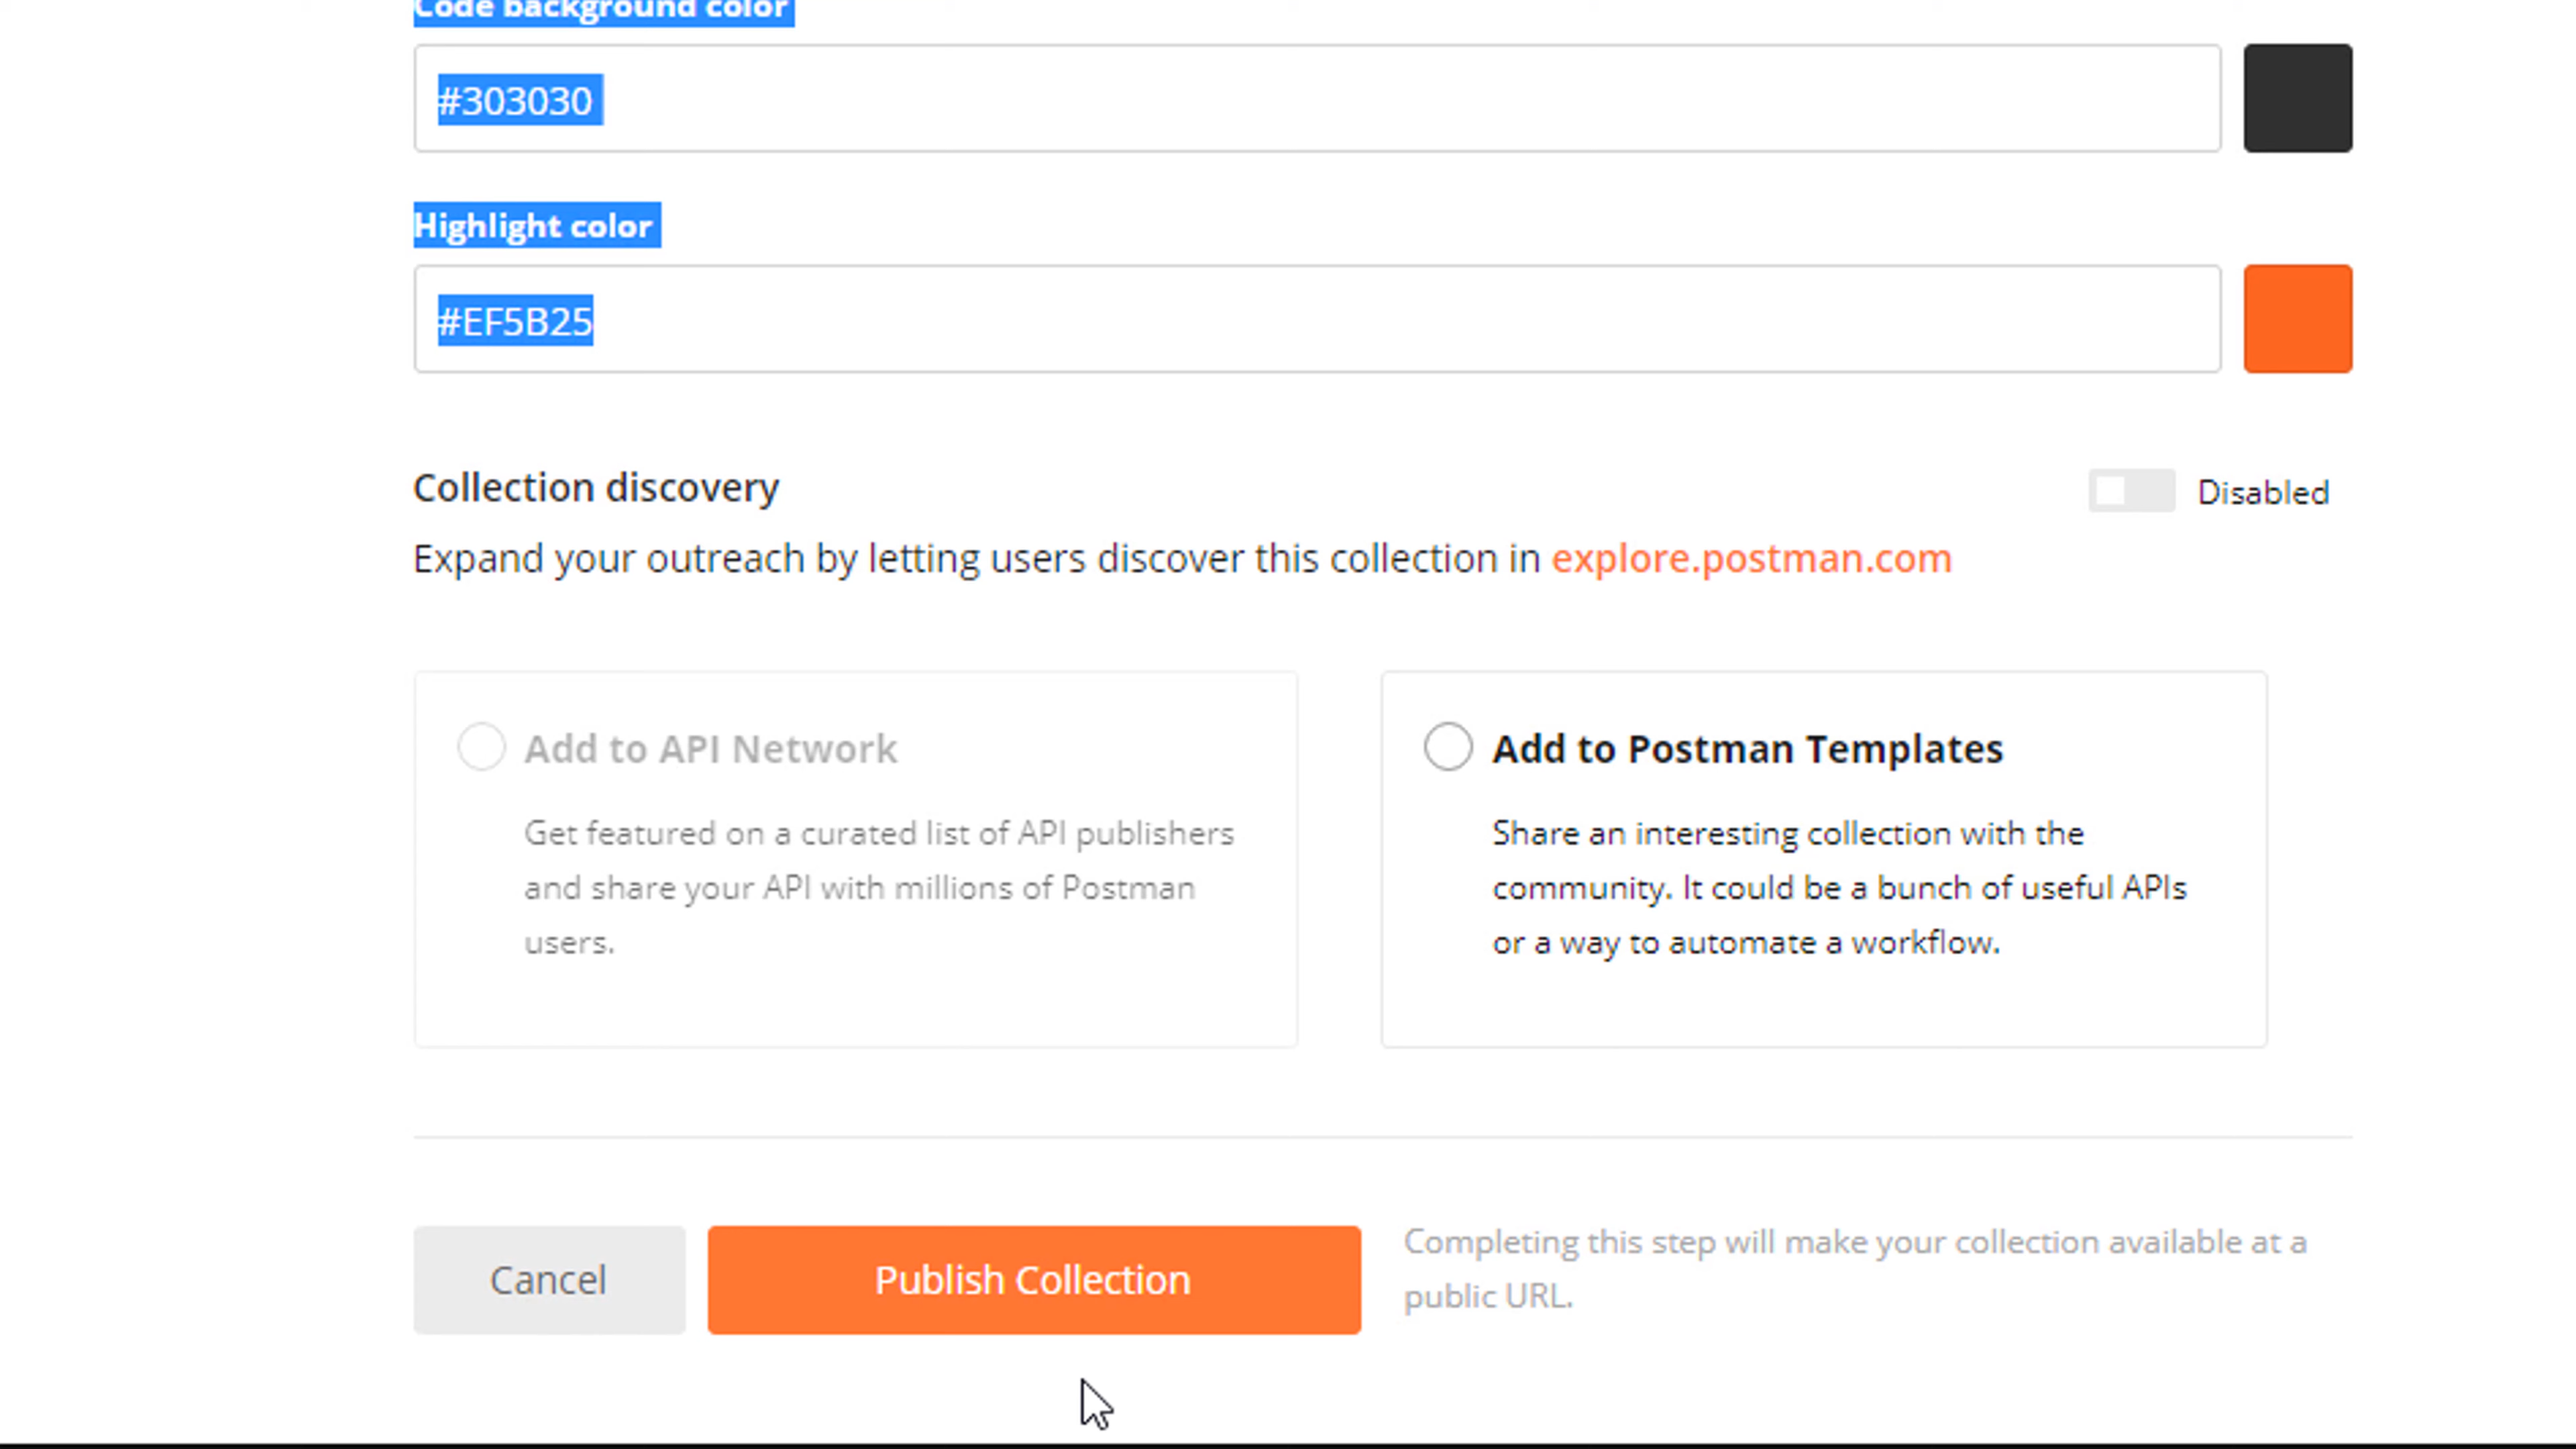 Code background color
#303030
Highlight color
#EF5B25
Collection discovery
Disabled
Expand your outreach by letting users discover this collection in explore.postman.com
Add to API Network
Get featured on a curated list of API publishers
and share your API with millions of Postman
users.
Add to Postman Templates
Share an interesting collection with the
community. It could be a bunch of useful APIs
or a way to automate a workflow.
Cancel
Publish Collection
Completing this step will make your collection available at a
public URL.